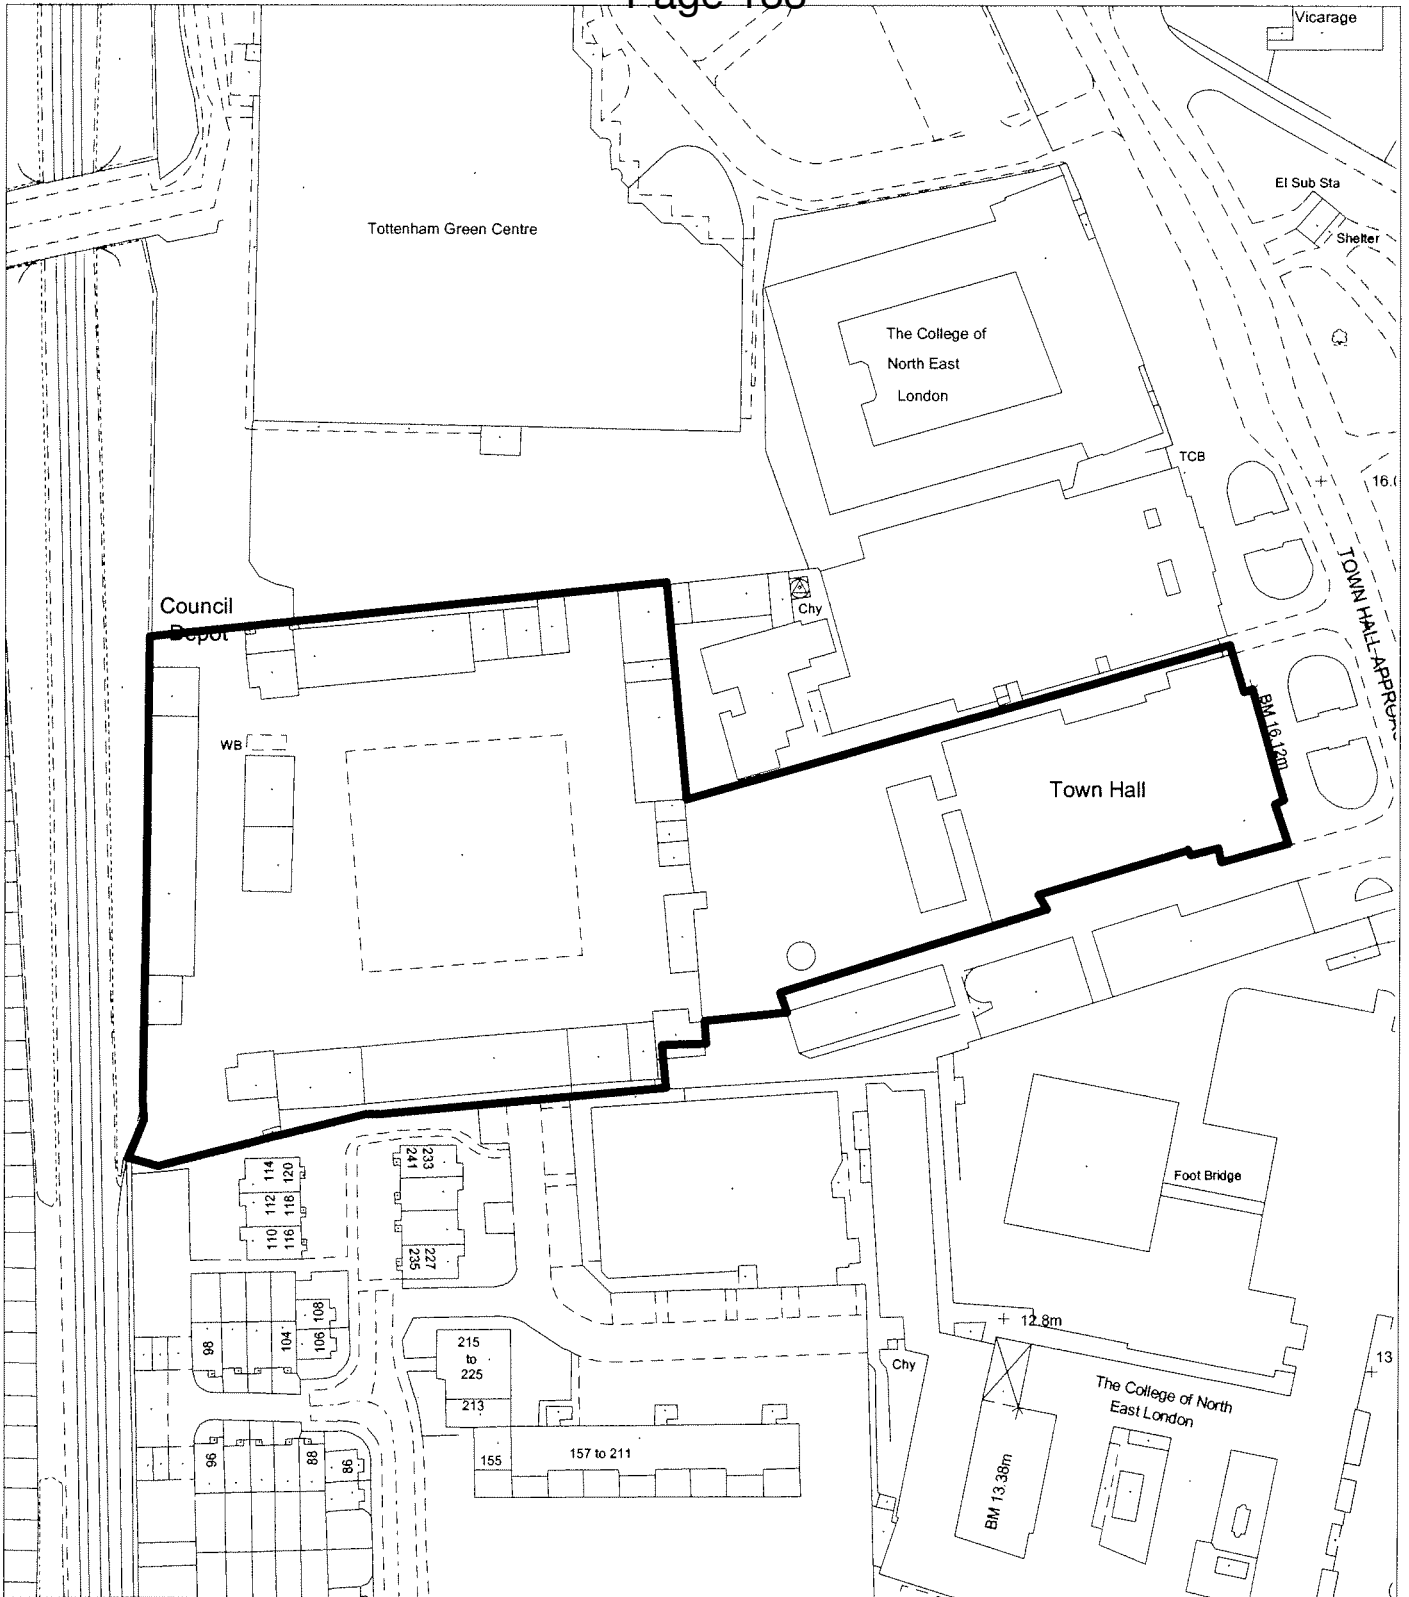 Vicarage
El Sub Sta
Shelter
Tottenham Green Centre
The College of
North East
London
TCB
Council
Depot
Chy
TOWN HALL APPRO
BM 16.12m
WB
Town Hall
Foot Bridge
114
120
112
118
110
116
241
233
235
227
98
104
108
106
215
to
225
213
12.8m
13
Chy
The College of North
East London
96
88
86
155
157 to 211
BM 13.38m